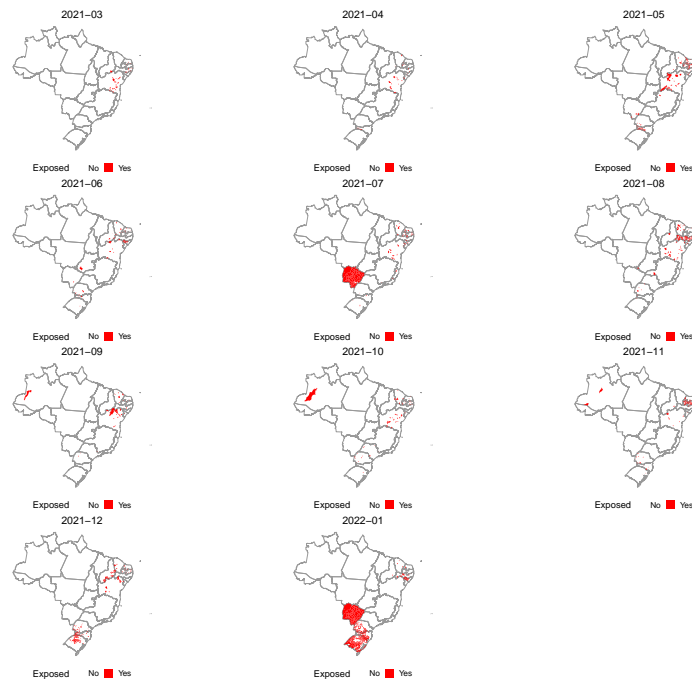 2021−03
2021−04
2021−05
Exposed No Yes
Exposed No Yes
Exposed No Yes
2021−06
2021−07
2021−08
Exposed No Yes
Exposed No Yes
Exposed No Yes
2021−09
2021−10
2021−11
Exposed No Yes
Exposed No Yes
Exposed No Yes
2021−12
2022−01
Exposed No Yes
Exposed No Yes